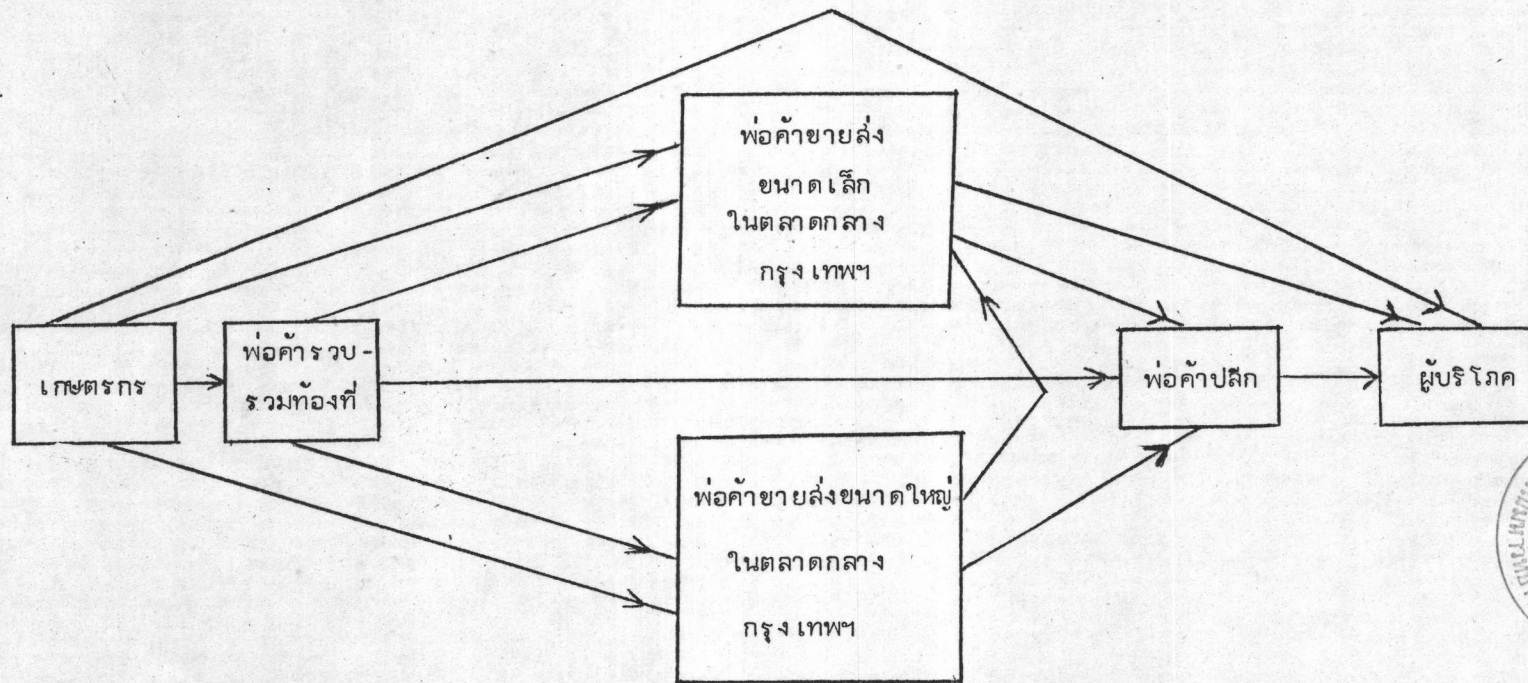 พ่อค้าขายส่ง
ขนาดเล็ก
ในตลาดกลาง
กรุงเทพฯ
เกษตรกร
พ่อค้ารวบ-
รวมท้องที่
พ่อค้าปลีก
ผู้บริโภค
พ่อค้าขายส่งขนาดใหญ่
ในตลาดกลาง
กรุงเทพฯ